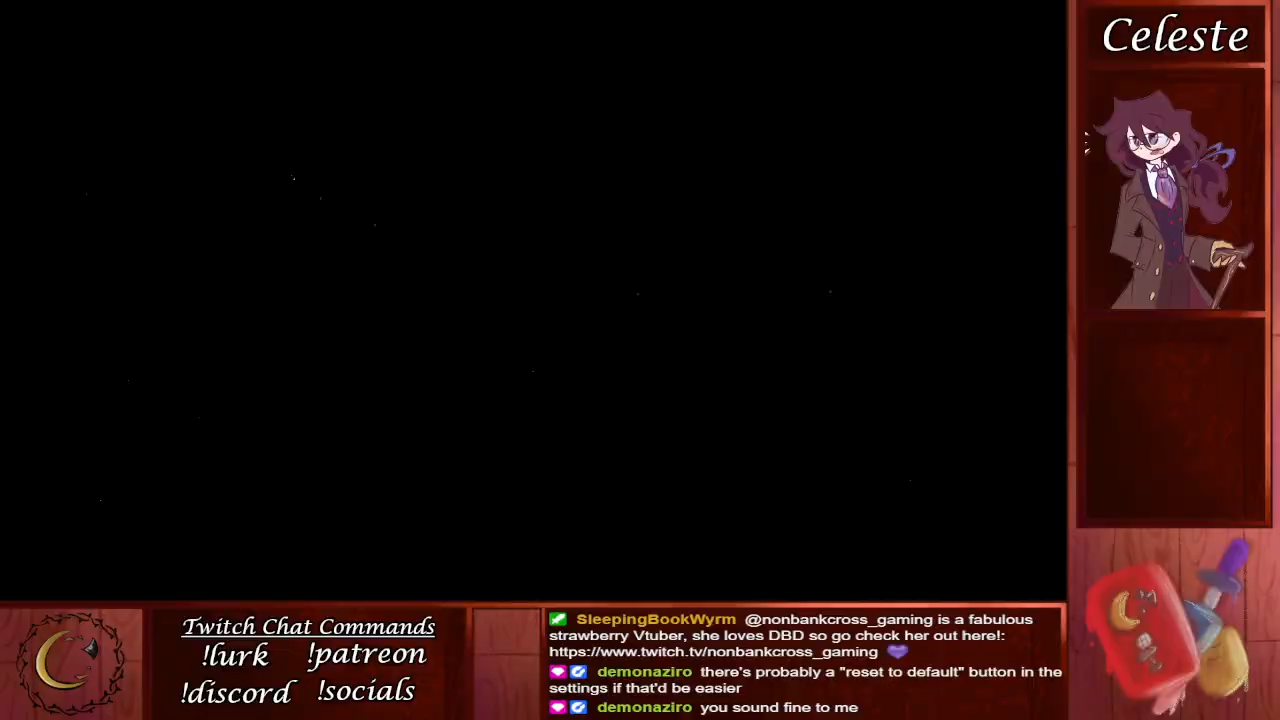 Celeste
Twitch Chat Commands
!lurk !patreon
!discord !socials
SleepingBookWyrm @nonbankcross_gaming is a fabulous
strawberry Vtuber, she loves DBD so go check her out here!:
https://www.twitch.tv/nonbankcross_gaming
demonaziro there's probably a "reset to default" button in the
settings if that'd be easier
demonaziro you sound fine to me